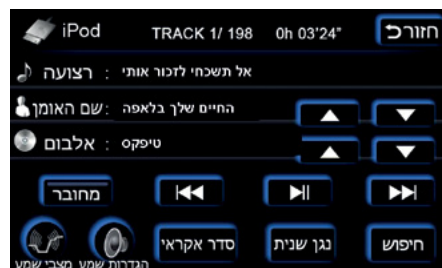 iPod TRACK 1/ 198 0h 03'24" חזור
רצועה : אל תשכחי לזכור אותי
שם האומן: החיים שלך בלאפה
אלבום : טיפקס
מחובר
סדר אקראי נגן שנית חיפוש
מצבי שמע הגדרות שמע